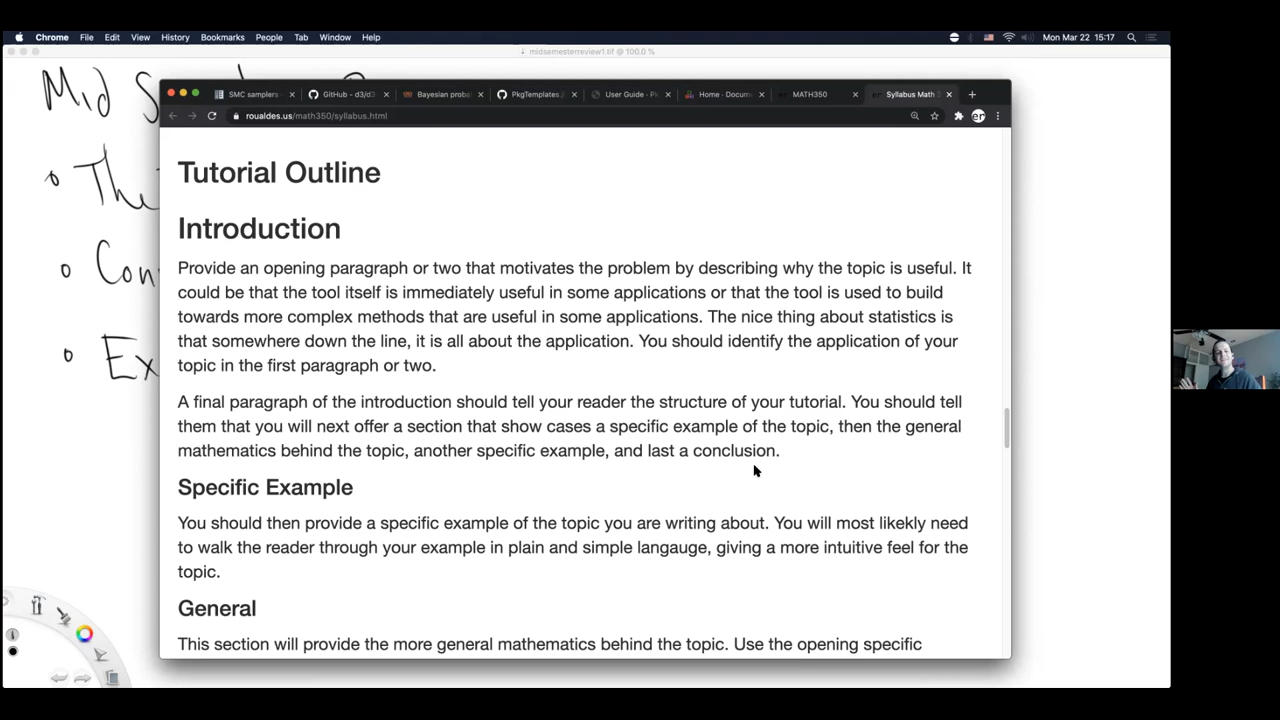 Chrome File Edit View History Bookmarks People Tab Window Help Mon Mar 22 15:17
midsemesterreview1.tif @ 100.0 %
Mid S
SMC samplers - GitHub - d3/d3 Bayesian proba PkgTemplates.j User Guide · Pk Home · Docum MATH350 Syllabus Math
roualdes.us/math350/syllabus.html er
Tutorial Outline
Introduction
Provide an opening paragraph or two that motivates the problem by describing why the topic is useful. It
could be that the tool itself is immediately useful in some applications or that the tool is used to build
towards more complex methods that are useful in some applications. The nice thing about statistics is
that somewhere down the line, it is all about the application. You should identify the application of your
topic in the first paragraph or two.
A final paragraph of the introduction should tell your reader the structure of your tutorial. You should tell
them that you will next offer a section that show cases a specific example of the topic, then the general
mathematics behind the topic, another specific example, and last a conclusion.
Specific Example
You should then provide a specific example of the topic you are writing about. You will most likekly need
to walk the reader through your example in plain and simple langauge, giving a more intuitive feel for the
topic.
General
This section will provide the more general mathematics behind the topic. Use the opening specific
The
Con
Ex